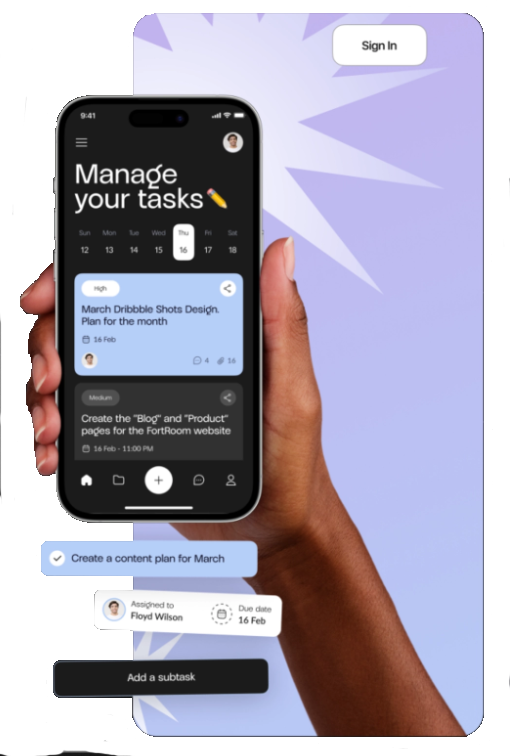 Sign In
9:41
Manage
your tasks✏️
Sun Mon Tue Wed Thu Fri Sat
12 13 14 15 16 17 18
High
March Dribbble Shots Design.
Plan for the month
16 Feb
4 16
Medium
Create the "Blog" and "Product"
pages for the FortRoom website
16 Feb - 11:00 PM
Create a content plan for March
Assigned to
Floyd Wilson
Due date
16 Feb
Add a subtask